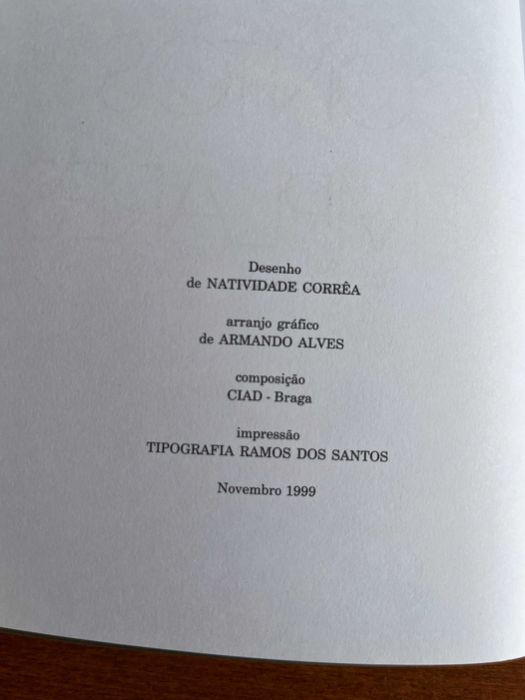 Desenho
de NATIVIDADE CORRÊA
arranjo gráfico
de ARMANDO ALVES
composição
CIAD - Braga
impressão
TIPOGRAFIA RAMOS DOS SANTOS
Novembro 1999